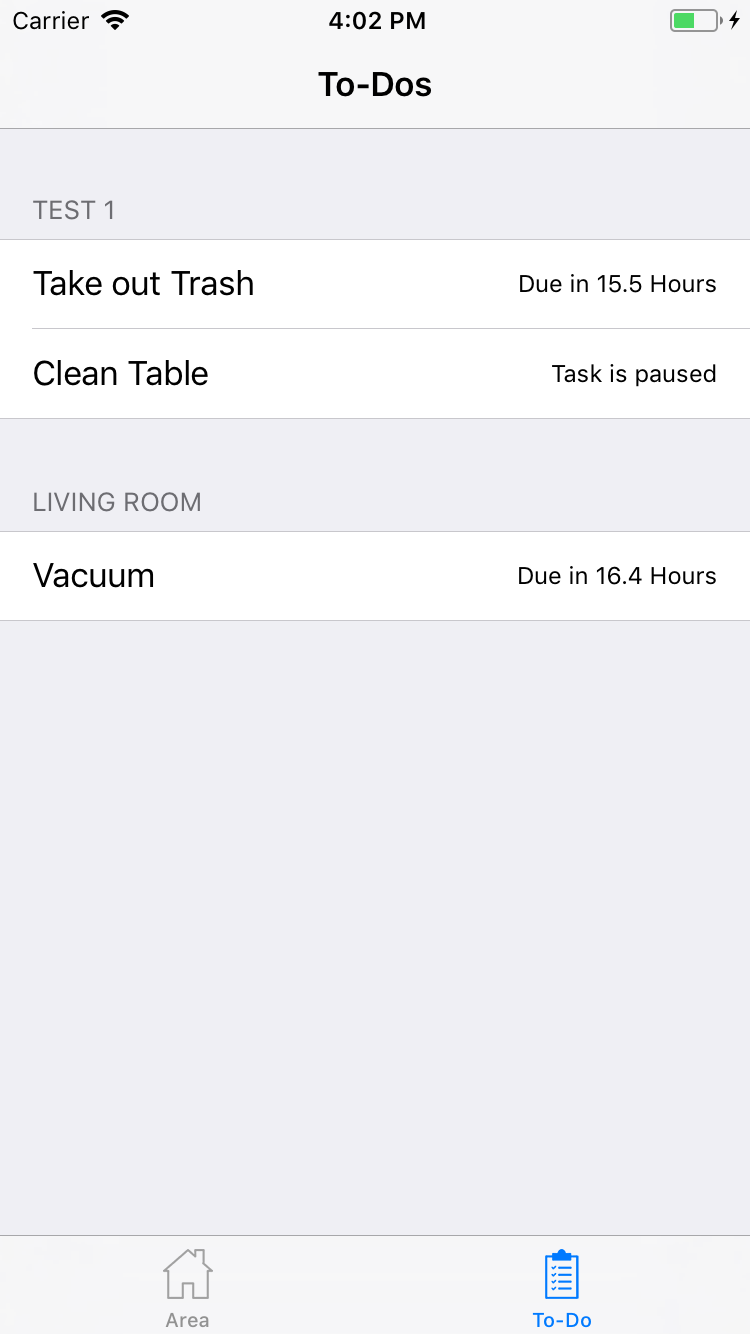 Carrier 4:02 PM
To-Dos
TEST 1
Take out Trash Due in 15.5 Hours
Clean Table Task is paused
LIVING ROOM
Vacuum Due in 16.4 Hours
Area To-Do